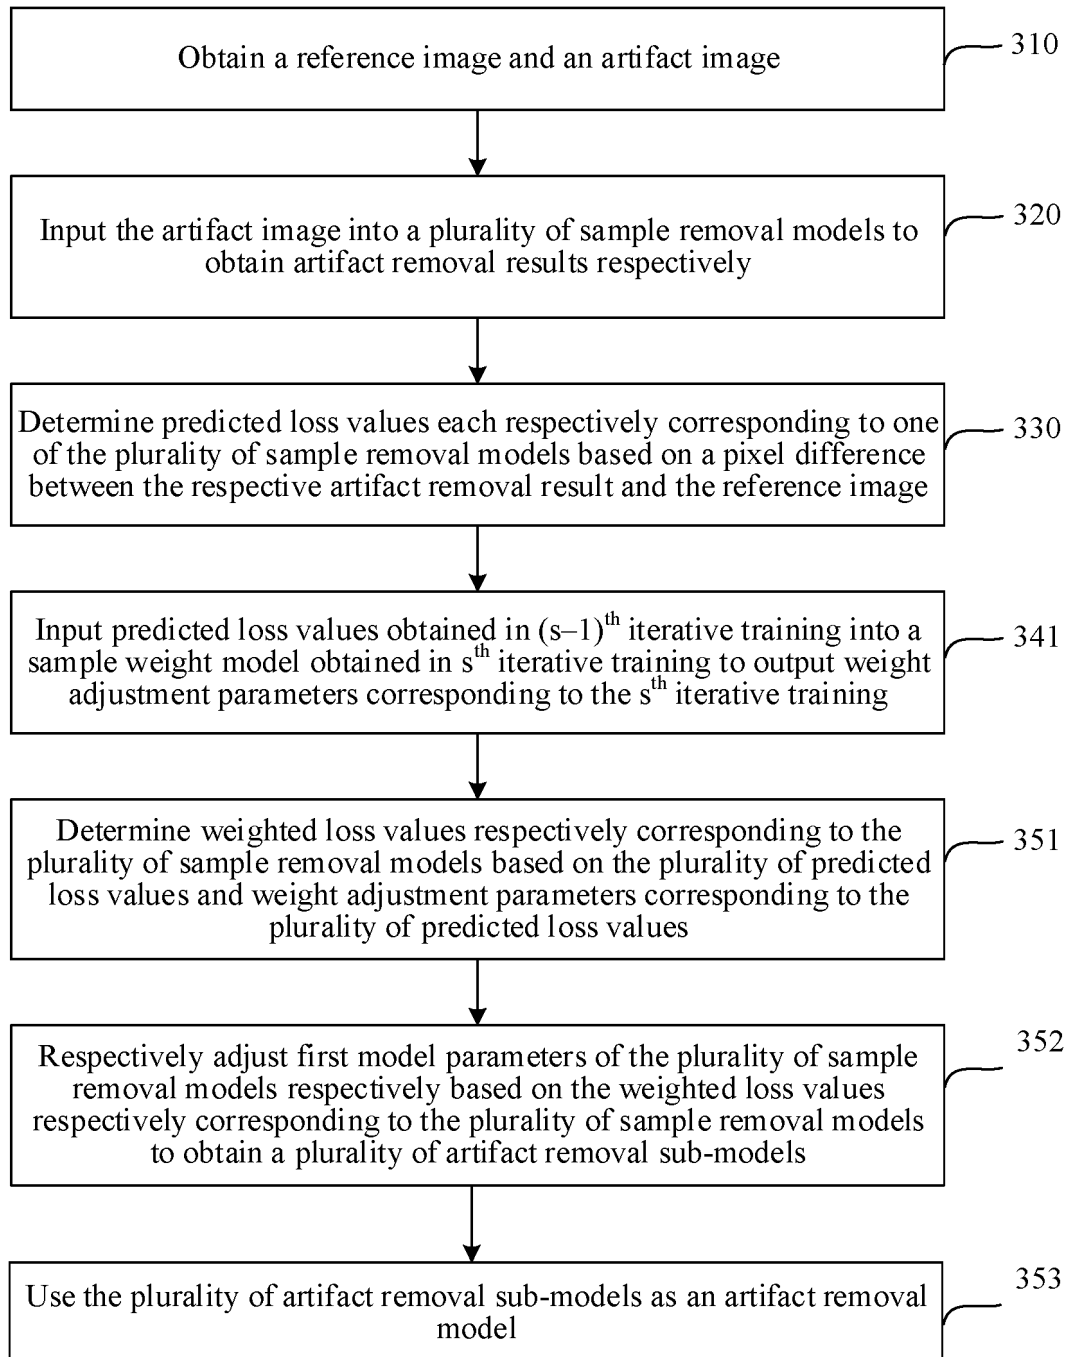 Obtain a reference image and an artifact image
310
Input the artifact image into a plurality of sample removal models to
obtain artifact removal results respectively
320
Determine predicted loss values each respectively corresponding to one
of the plurality of sample removal models based on a pixel difference
between the respective artifact removal result and the reference image
330
Input predicted loss values obtained in (s–1)th iterative training into a
sample weight model obtained in sth iterative training to output weight
adjustment parameters corresponding to the sth iterative training
341
Determine weighted loss values respectively corresponding to the
plurality of sample removal models based on the plurality of predicted
loss values and weight adjustment parameters corresponding to the
plurality of predicted loss values
351
Respectively adjust first model parameters of the plurality of sample
removal models respectively based on the weighted loss values
respectively corresponding to the plurality of sample removal models
to obtain a plurality of artifact removal sub-models
352
Use the plurality of artifact removal sub-models as an artifact removal
model
353